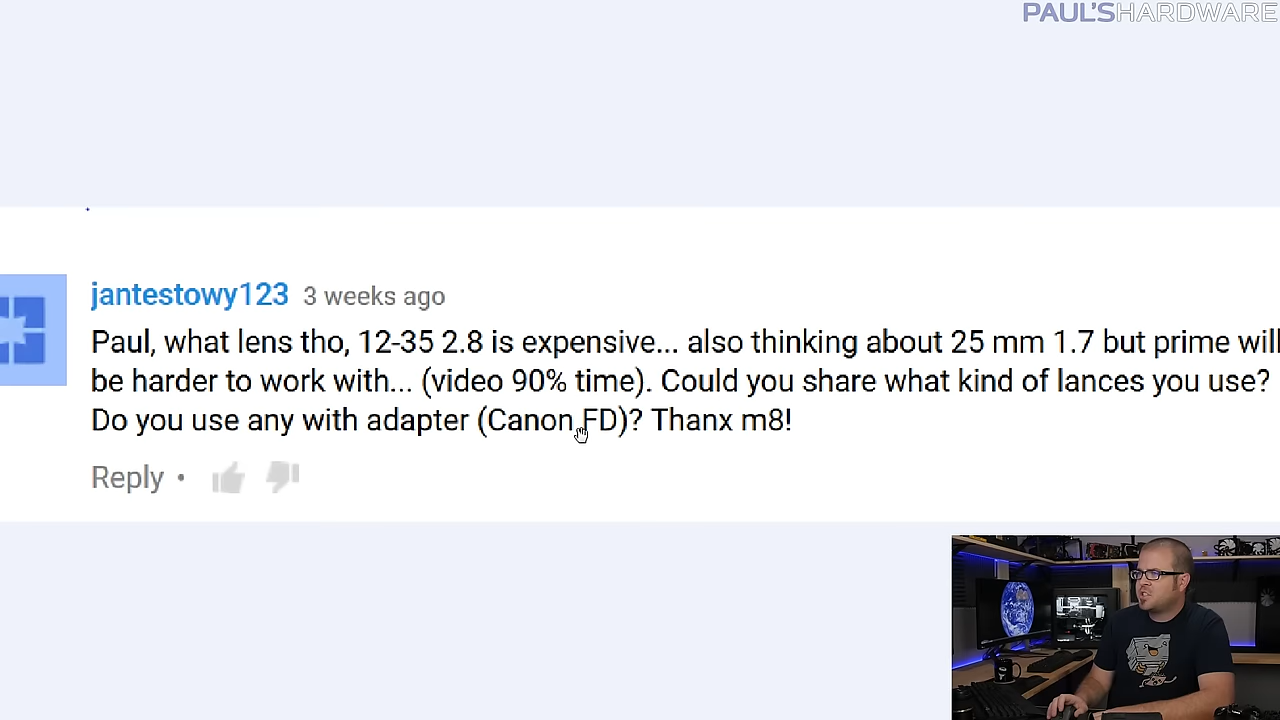 PAUL'SHARDWARE
jantestowy123 3 weeks ago
Paul, what lens tho, 12-35 2.8 is expensive... also thinking about 25 mm 1.7 but prime will
be harder to work with... (video 90% time). Could you share what kind of lances you use?
Do you use any with adapter (Canon FD)? Thanx m8!
Reply •